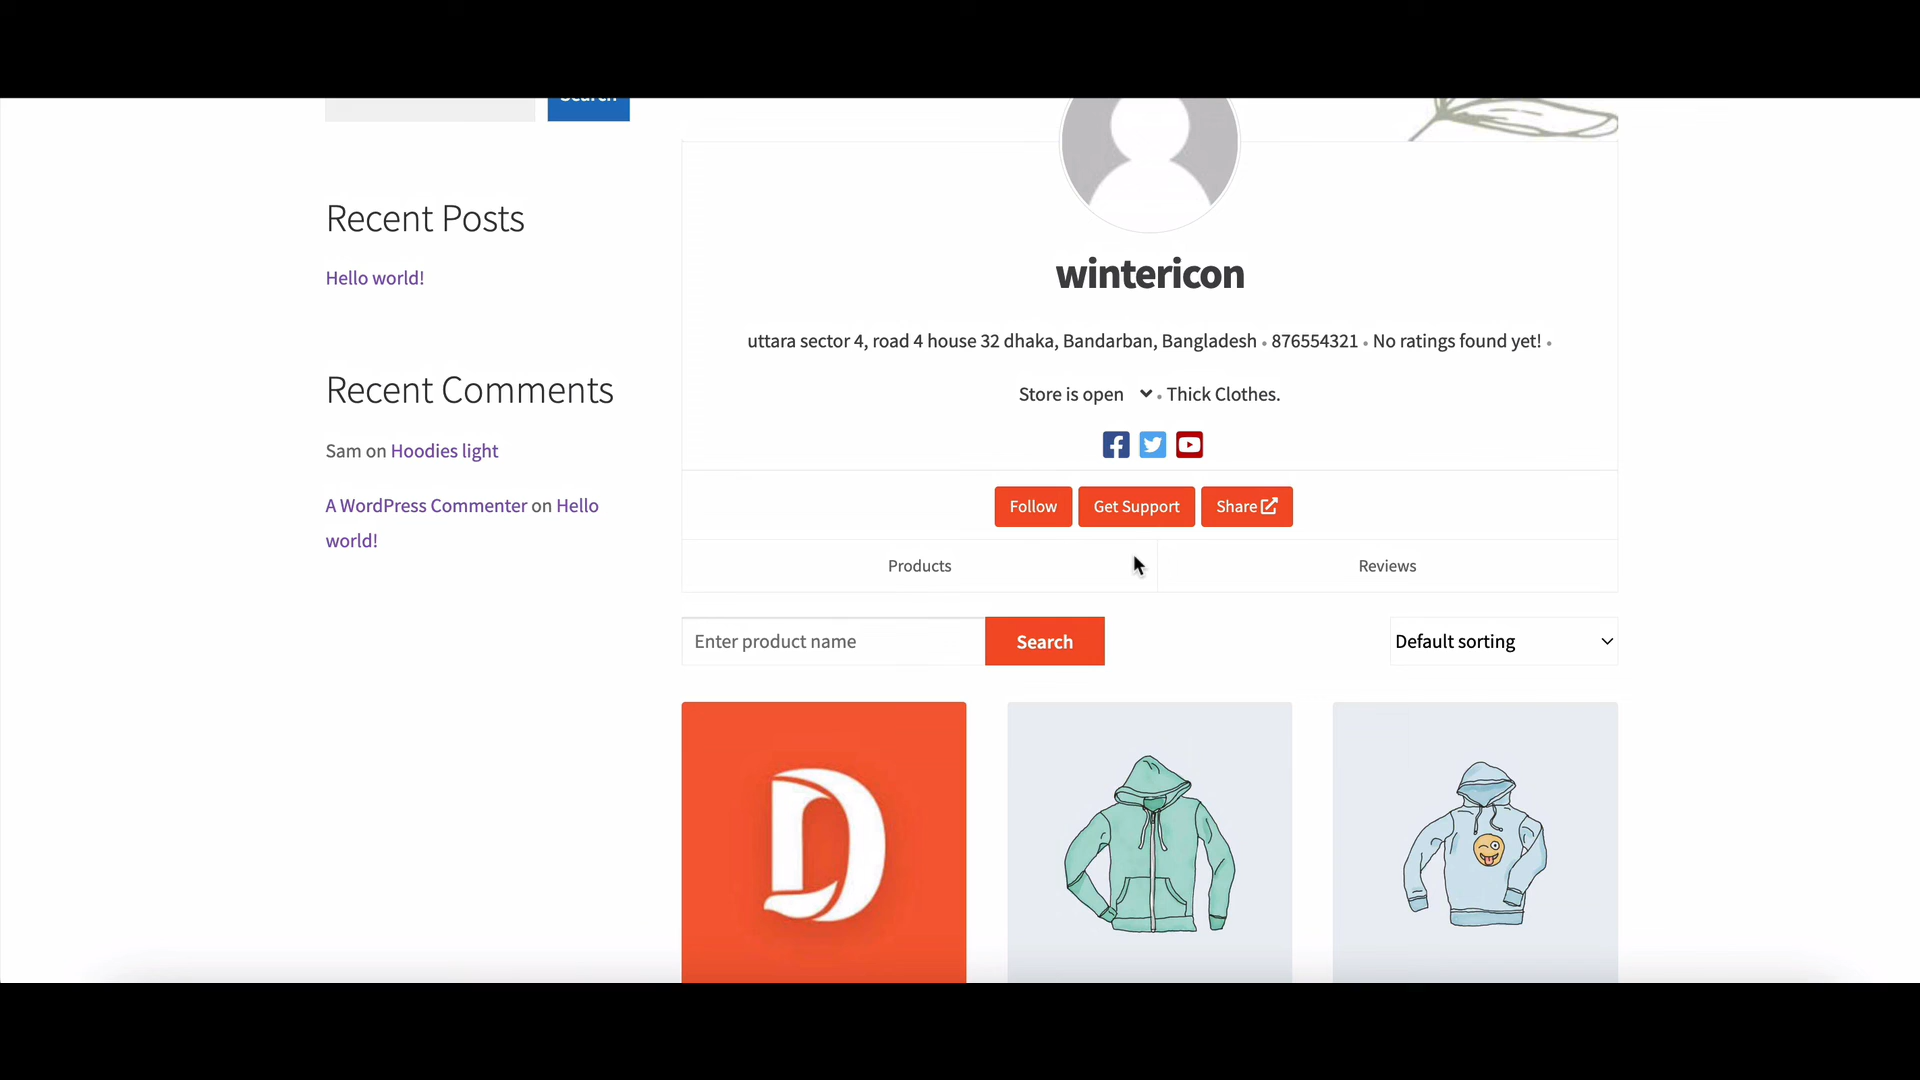 Search
Recent Posts
Hello world!
Recent Comments
Sam on Hoodies light
A WordPress Commenter on Hello
world!
wintericon
uttara sector 4, road 4 house 32 dhaka, Bandarban, Bangladesh • 876554321 • No ratings found yet! •
Store is open • Thick Clothes.
Follow
Get Support
Share
Products
Reviews
Enter product name
Search
Default sorting
D